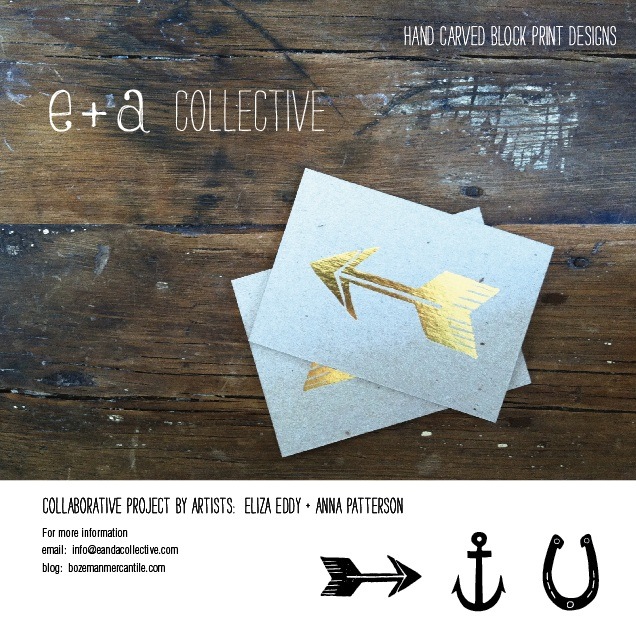 HAND CARVED BLOCK PRINT DESIGNS
e+a COLLECTIVE
COLLABORATIVE PROJECT BY ARTISTS: ELIZA EDDY + ANNA PATTERSON
For more information
email: info@eandacollective.com
blog: bozemanmercantile.com